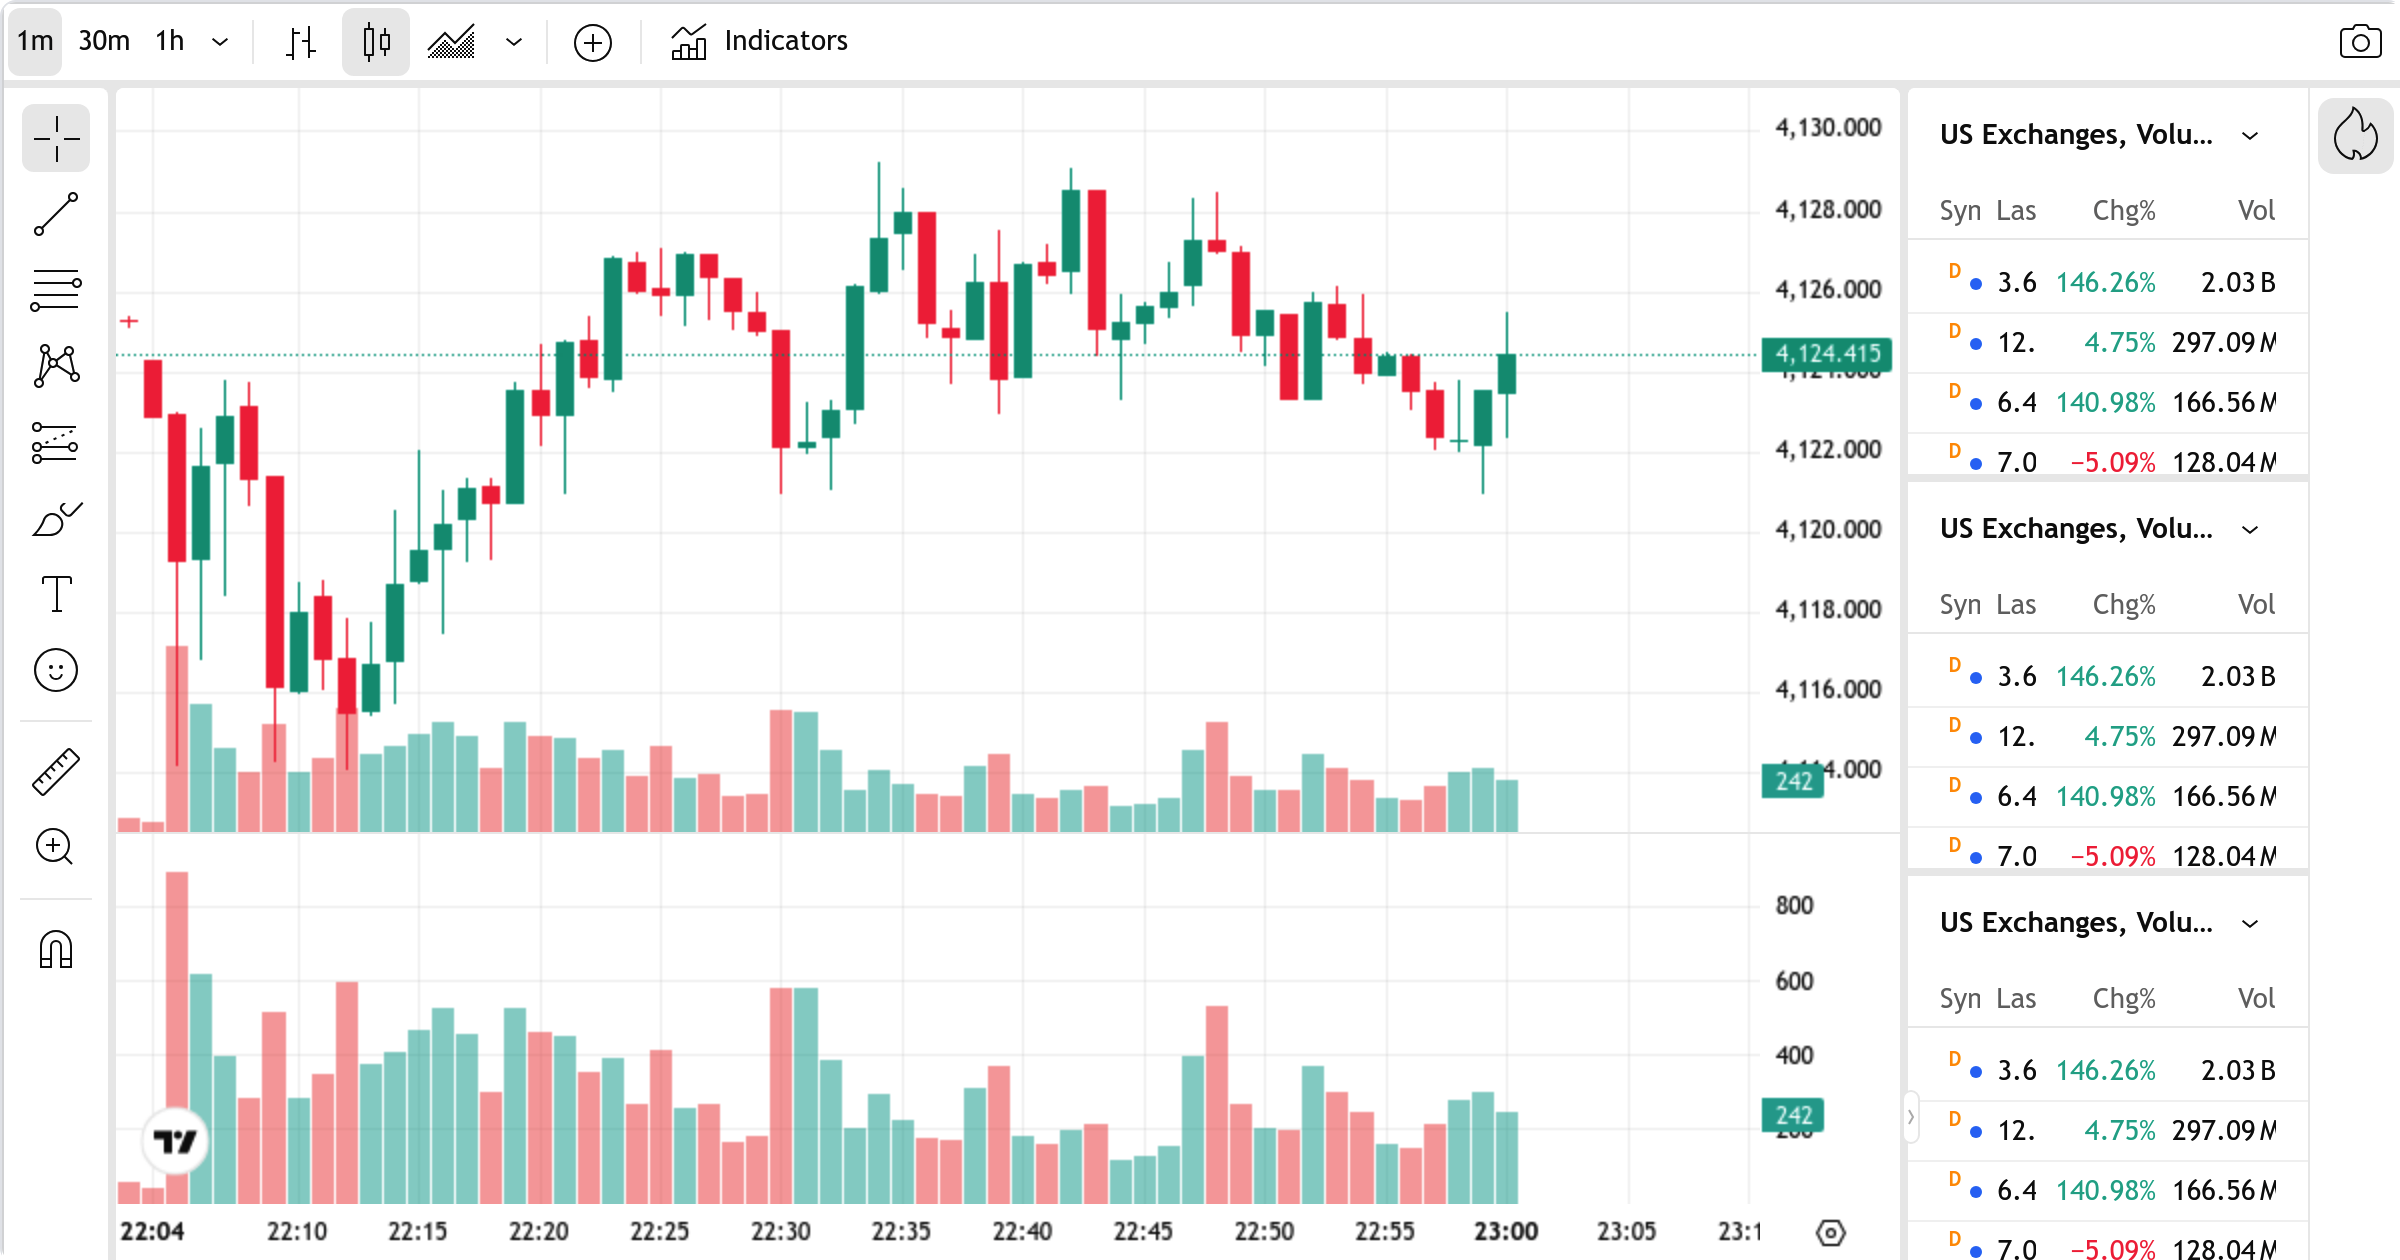 1m 30m 1h Indicators
4,130.000
4,128.000
4,126.000
4,124.415
4,122.000
4,120.000
4,118.000
4,116.000
242
800
600
400
242
22:04 22:10 22:15 22:20 22:25 22:30 22:35 22:40 22:45 22:50 22:55 23:00 23:05
US Exchanges, Volu...
Syn Las Chg% Vol
D 3.6 146.26% 2.03 B
D 12. 4.75% 297.09 M
D 6.4 140.98% 166.56 M
D 7.0 −5.09% 128.04 M
US Exchanges, Volu...
Syn Las Chg% Vol
D 3.6 146.26% 2.03 B
D 12. 4.75% 297.09 M
D 6.4 140.98% 166.56 M
D 7.0 −5.09% 128.04 M
US Exchanges, Volu...
Syn Las Chg% Vol
D 3.6 146.26% 2.03 B
D 12. 4.75% 297.09 M
D 6.4 140.98% 166.56 M
D 7.0 −5.09% 128.04 M